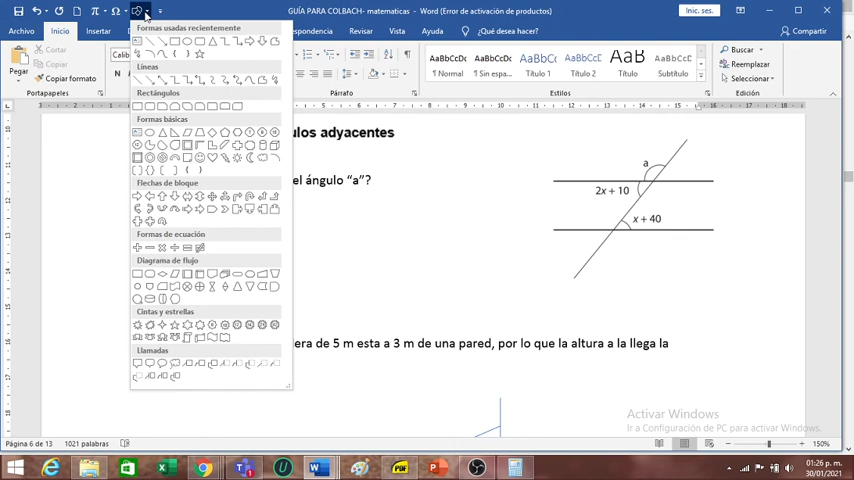 GUÍA PARA COLBACH- matematicas - Word (Error de activación de productos)
Inic. ses.
Archivo
Inicio
Insertar
pondencia
Revisar
Vista
Ayuda
¿Qué desea hacer?
Compartir
Pegar
Cortar
Copiar
Copiar formato
Portapapeles
Calib
N
Párrafo
AaBbCcDc
¶ Normal
AaBbCcDc
¶ Sin espa...
AaBbC
Título 1
AaBbCcC
Título 2
AaB
Título
Estilos
Buscar
Reemplazar
Seleccionar
Edición
Formas usadas recientemente
Líneas
Rectángulos
Formas básicas
Flechas de bloque
Formas de ecuación
Diagrama de flujo
Cintas y estrellas
Llamadas
ulos adyacentes
el ángulo “a”?
a
2x + 10
x + 40
era de 5 m esta a 3 m de una pared, por lo que la altura a la llega la
Activar Windows
Ir a Configuración de PC para activar Windows.
Página 6 de 13
1021 palabras
150%
01:26 p. m.
30/01/2021